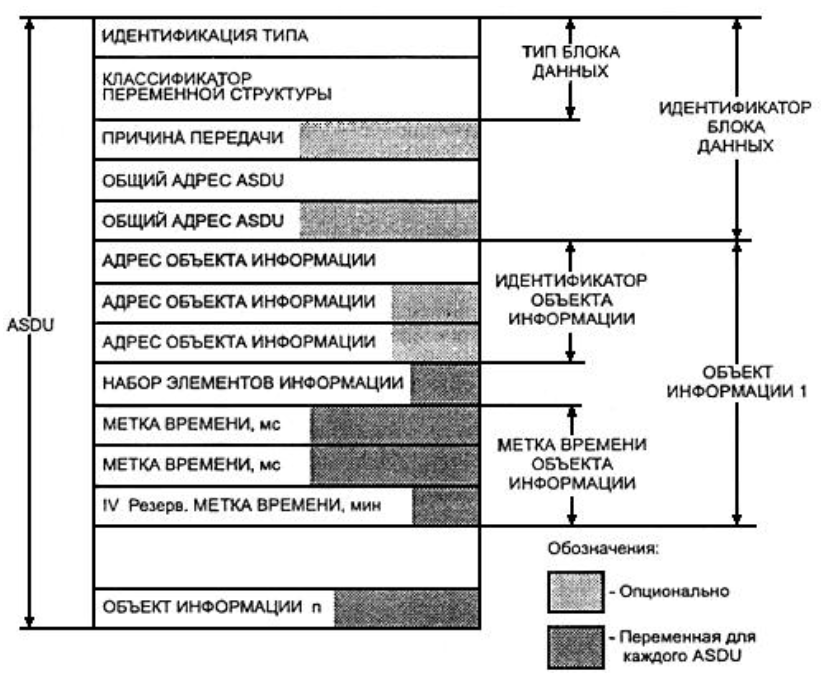 ASDU
ИДЕНТИФИКАЦИЯ ТИПА
КЛАССИФИКАТОР
ПЕРЕМЕННОЙ СТРУКТУРЫ
ПРИЧИНА ПЕРЕДАЧИ
ОБЩИЙ АДРЕС ASDU
ОБЩИЙ АДРЕС ASDU
АДРЕС ОБЪЕКТА ИНФОРМАЦИИ
АДРЕС ОБЪЕКТА ИНФОРМАЦИИ
АДРЕС ОБЪЕКТА ИНФОРМАЦИИ
НАБОР ЭЛЕМЕНТОВ ИНФОРМАЦИИ
МЕТКА ВРЕМЕНИ, мс
МЕТКА ВРЕМЕНИ, мс
IV Резерв. МЕТКА ВРЕМЕНИ, мин
ОБЪЕКТ ИНФОРМАЦИИ n
ТИП БЛОКА
ДАННЫХ
ИДЕНТИФИКАТОР
БЛОКА
ДАННЫХ
ИДЕНТИФИКАТОР
ОБЪЕКТА
ИНФОРМАЦИИ
МЕТКА ВРЕМЕНИ
ОБЪЕКТА
ИНФОРМАЦИИ
ОБЪЕКТ
ИНФОРМАЦИИ 1
Обозначения:
- Опционально
- Переменная для
каждого ASDU